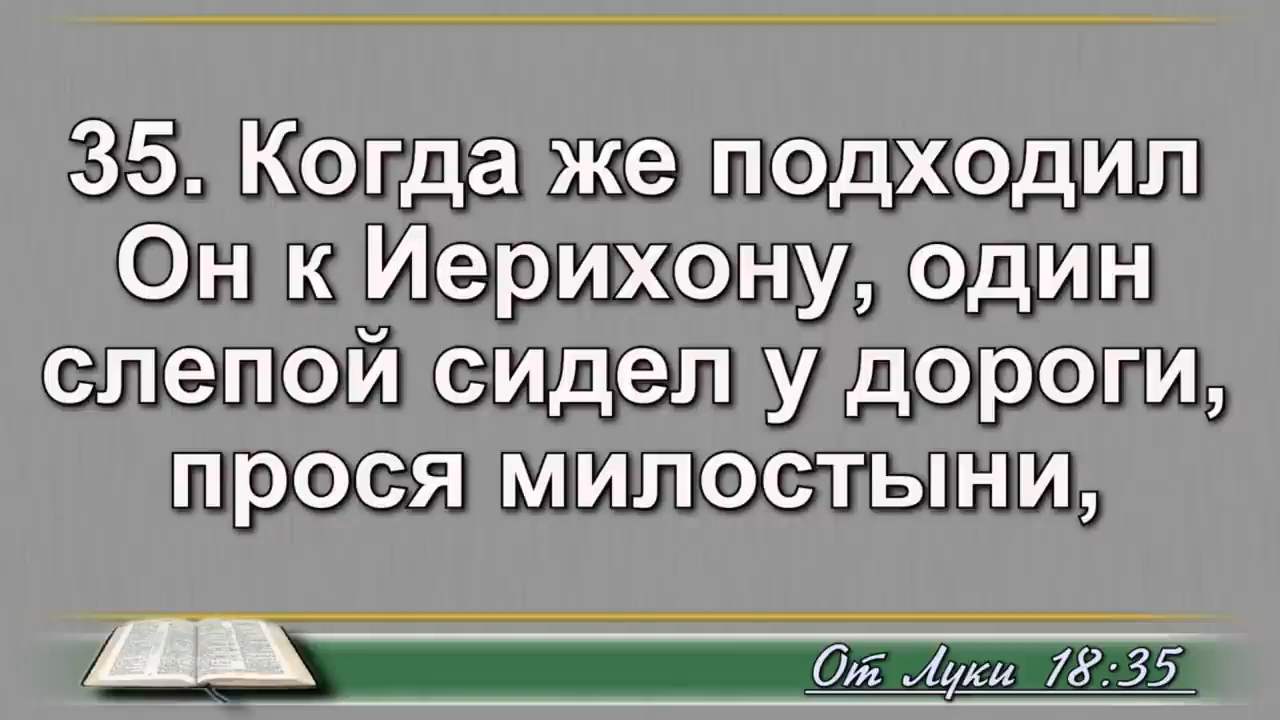 35. Когда же подходил
Он к Иерихону, один
слепой сидел у дороги,
прося милостыни,
От Луки 18:35